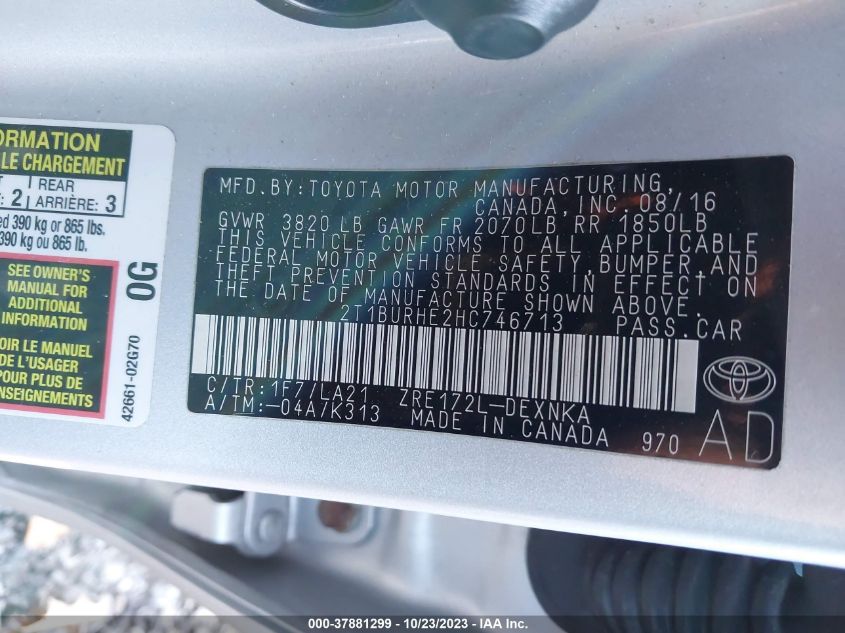 ORMATION
LE CHARGEMENT
REAR
2 ARRIÈRE: 3
ed 390 kg or 865 lbs.
390 kg ou 865 lb.
SEE OWNER'S
MANUAL FOR
ADDITIONAL
INFORMATION
OIR LE MANUEL
DE L'USAGER
POUR PLUS DE
RENSEIGNEMENTS
0G
42661-02G70
MFD.BY:TOYOTA MOTOR MANUFACTURING,
CANADA, INC. 08/16
GVWR 3820 LB GAWR FR 2070LB RR 1850LB
THIS VEHICLE CONFORMS TO ALL APPLICABLE
FEDERAL MOTOR VEHICLE SAFETY,BUMPER,AND
THEFT PREVENTION STANDARDS IN EFFECT ON
THE DATE OF MANUFACTURE SHOWN ABOVE.
2T1BURHE2HC746713 PASS.CAR
C/TR:1F7/LA21 ZRE172L-DEXNKA
A/TM:-04A/K313 MADE IN CANADA 970
AD
TOYOTA
000-37881299 - 10/23/2023 - IAA Inc.